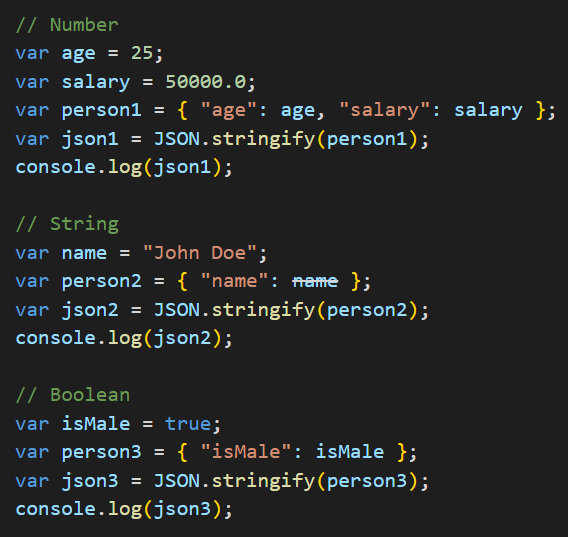 // Number
var age = 25;
var salary = 50000.0;
var person1 = { "age": age, "salary": salary };
var json1 = JSON.stringify(person1);
console.log(json1);

// String
var name = "John Doe";
var person2 = { "name": name };
var json2 = JSON.stringify(person2);
console.log(json2);

// Boolean
var isMale = true;
var person3 = { "isMale": isMale };
var json3 = JSON.stringify(person3);
console.log(json3);